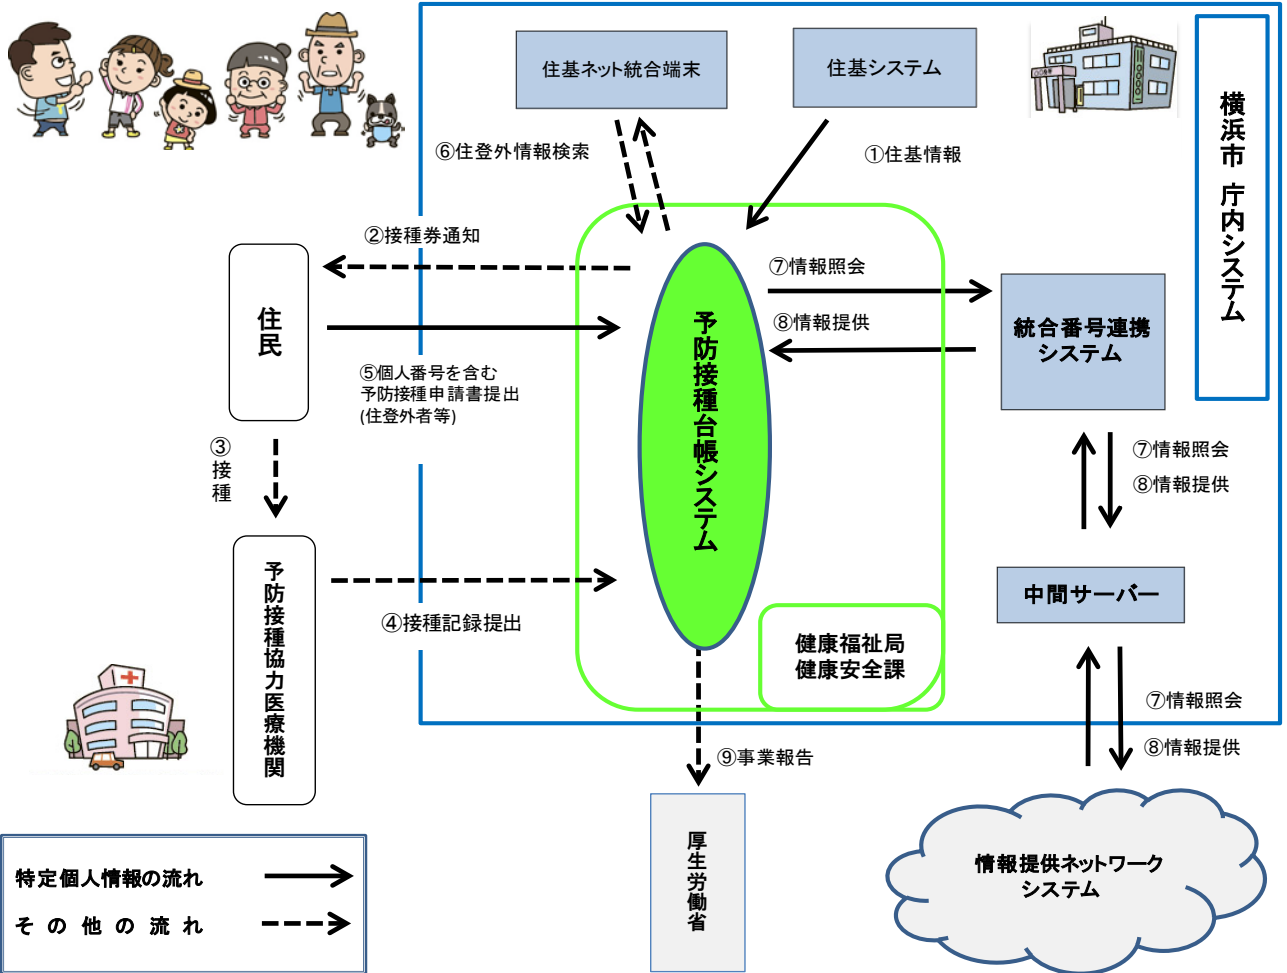 住基ネット統合端末
住基システム
横浜市 庁内システム
⑥住登外情報検索
①住基情報
②接種券通知
住民
⑤個人番号を含む
予防接種申請書提出
(住登外者等)
③接種
予防接種台帳システム
⑦情報照会
⑧情報提供
統合番号連携
システム
⑦情報照会
⑧情報提供
中間サーバー
予防接種協力医療機関
④接種記録提出
健康福祉局
健康安全課
⑦情報照会
⑧情報提供
⑨事業報告
厚生労働省
情報提供ネットワーク
システム
特定個人情報の流れ
その他の流れ